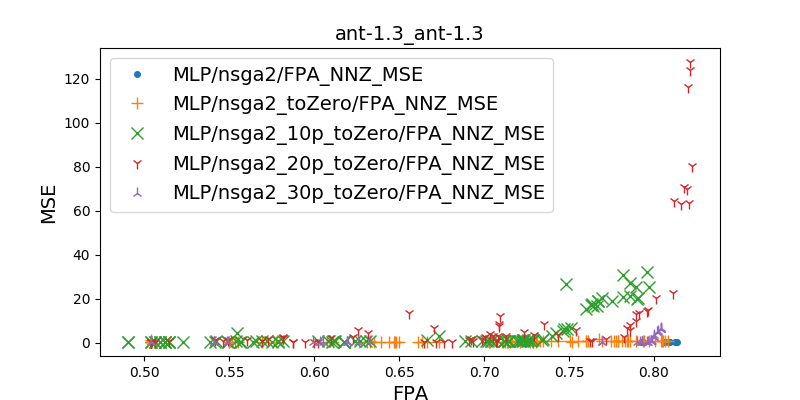 ant-1.3_ant-1.3
MLP/nsga2/FPA_NNZ_MSE
MLP/nsga2_toZero/FPA_NNZ_MSE
MLP/nsga2_10p_toZero/FPA_NNZ_MSE
MLP/nsga2_20p_toZero/FPA_NNZ_MSE
MLP/nsga2_30p_toZero/FPA_NNZ_MSE
MSE
120
100
80
60
40
20
0
0.50 0.55 0.60 0.65 0.70 0.75 0.80
FPA